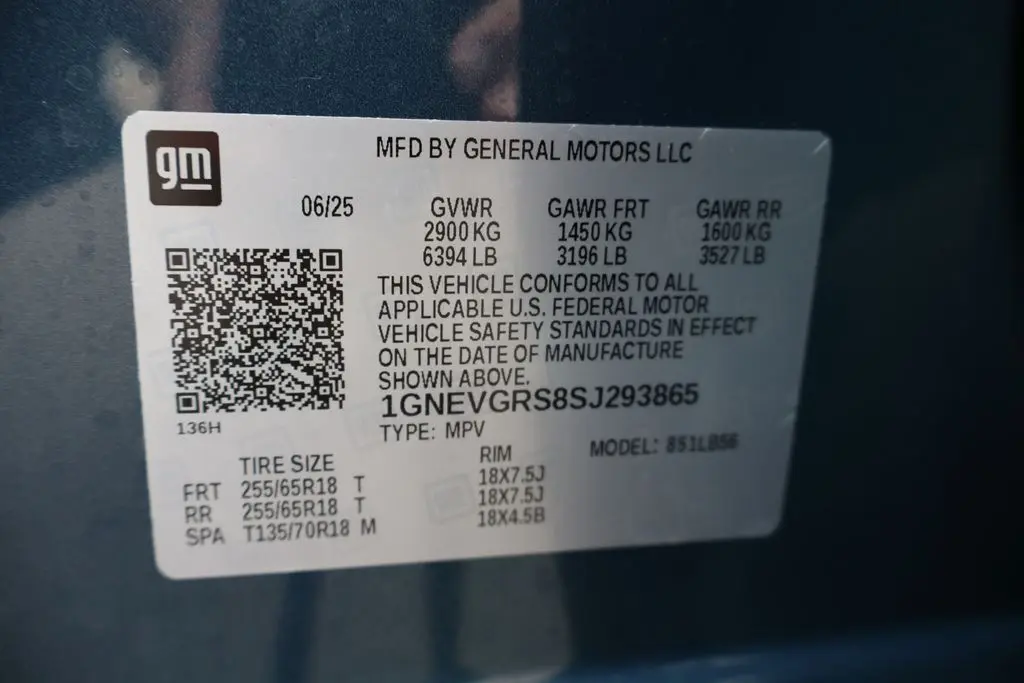 gm
MFD BY GENERAL MOTORS LLC
06/25 GVWR GAWR FRT GAWR RR
2900 KG 1450 KG 1600 KG
6394 LB 3196 LB 3527 LB
THIS VEHICLE CONFORMS TO ALL
APPLICABLE U.S. FEDERAL MOTOR
VEHICLE SAFETY STANDARDS IN EFFECT
ON THE DATE OF MANUFACTURE
SHOWN ABOVE.
1GNEVGRS8SJ293865
136H
TYPE: MPV
MODEL:
TIRE SIZE RIM
FRT 255/65R18 T 18X7.5J
RR 255/65R18 T 18X7.5J
SPA T135/70R18 M 18X4.5B